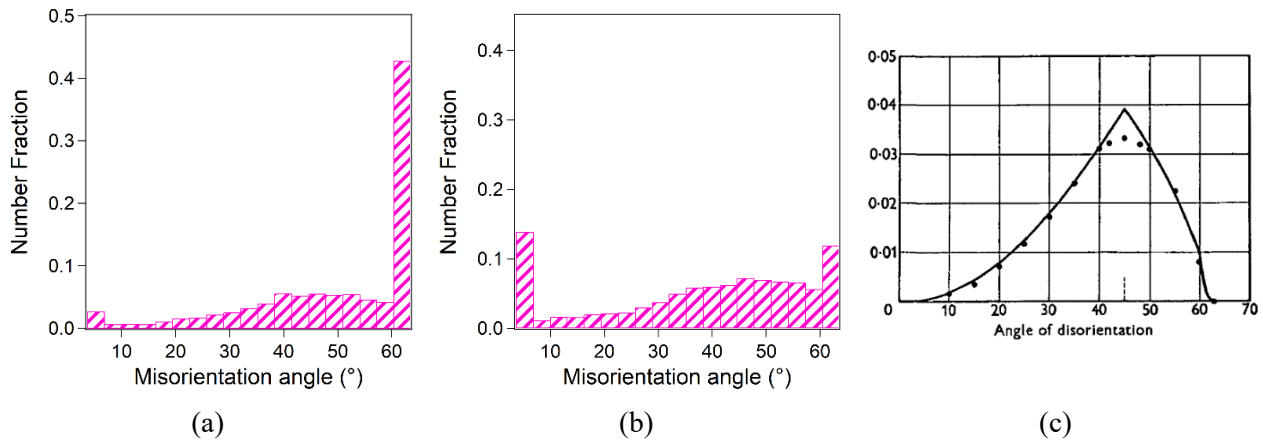 0.5
0.4
0.3
0.2
0.1
0.0
Number Fraction
10 20 30 40 50 60
Misorientation angle (°)
(a)
0.4
0.3
0.2
0.1
0.0
Number Fraction
10 20 30 40 50 60
Misorientation angle (°)
(b)
0·05
0·04
0·03
0·02
0·01
0
0 10 20 30 40 50 60 70
Angle of disorientation
(c)